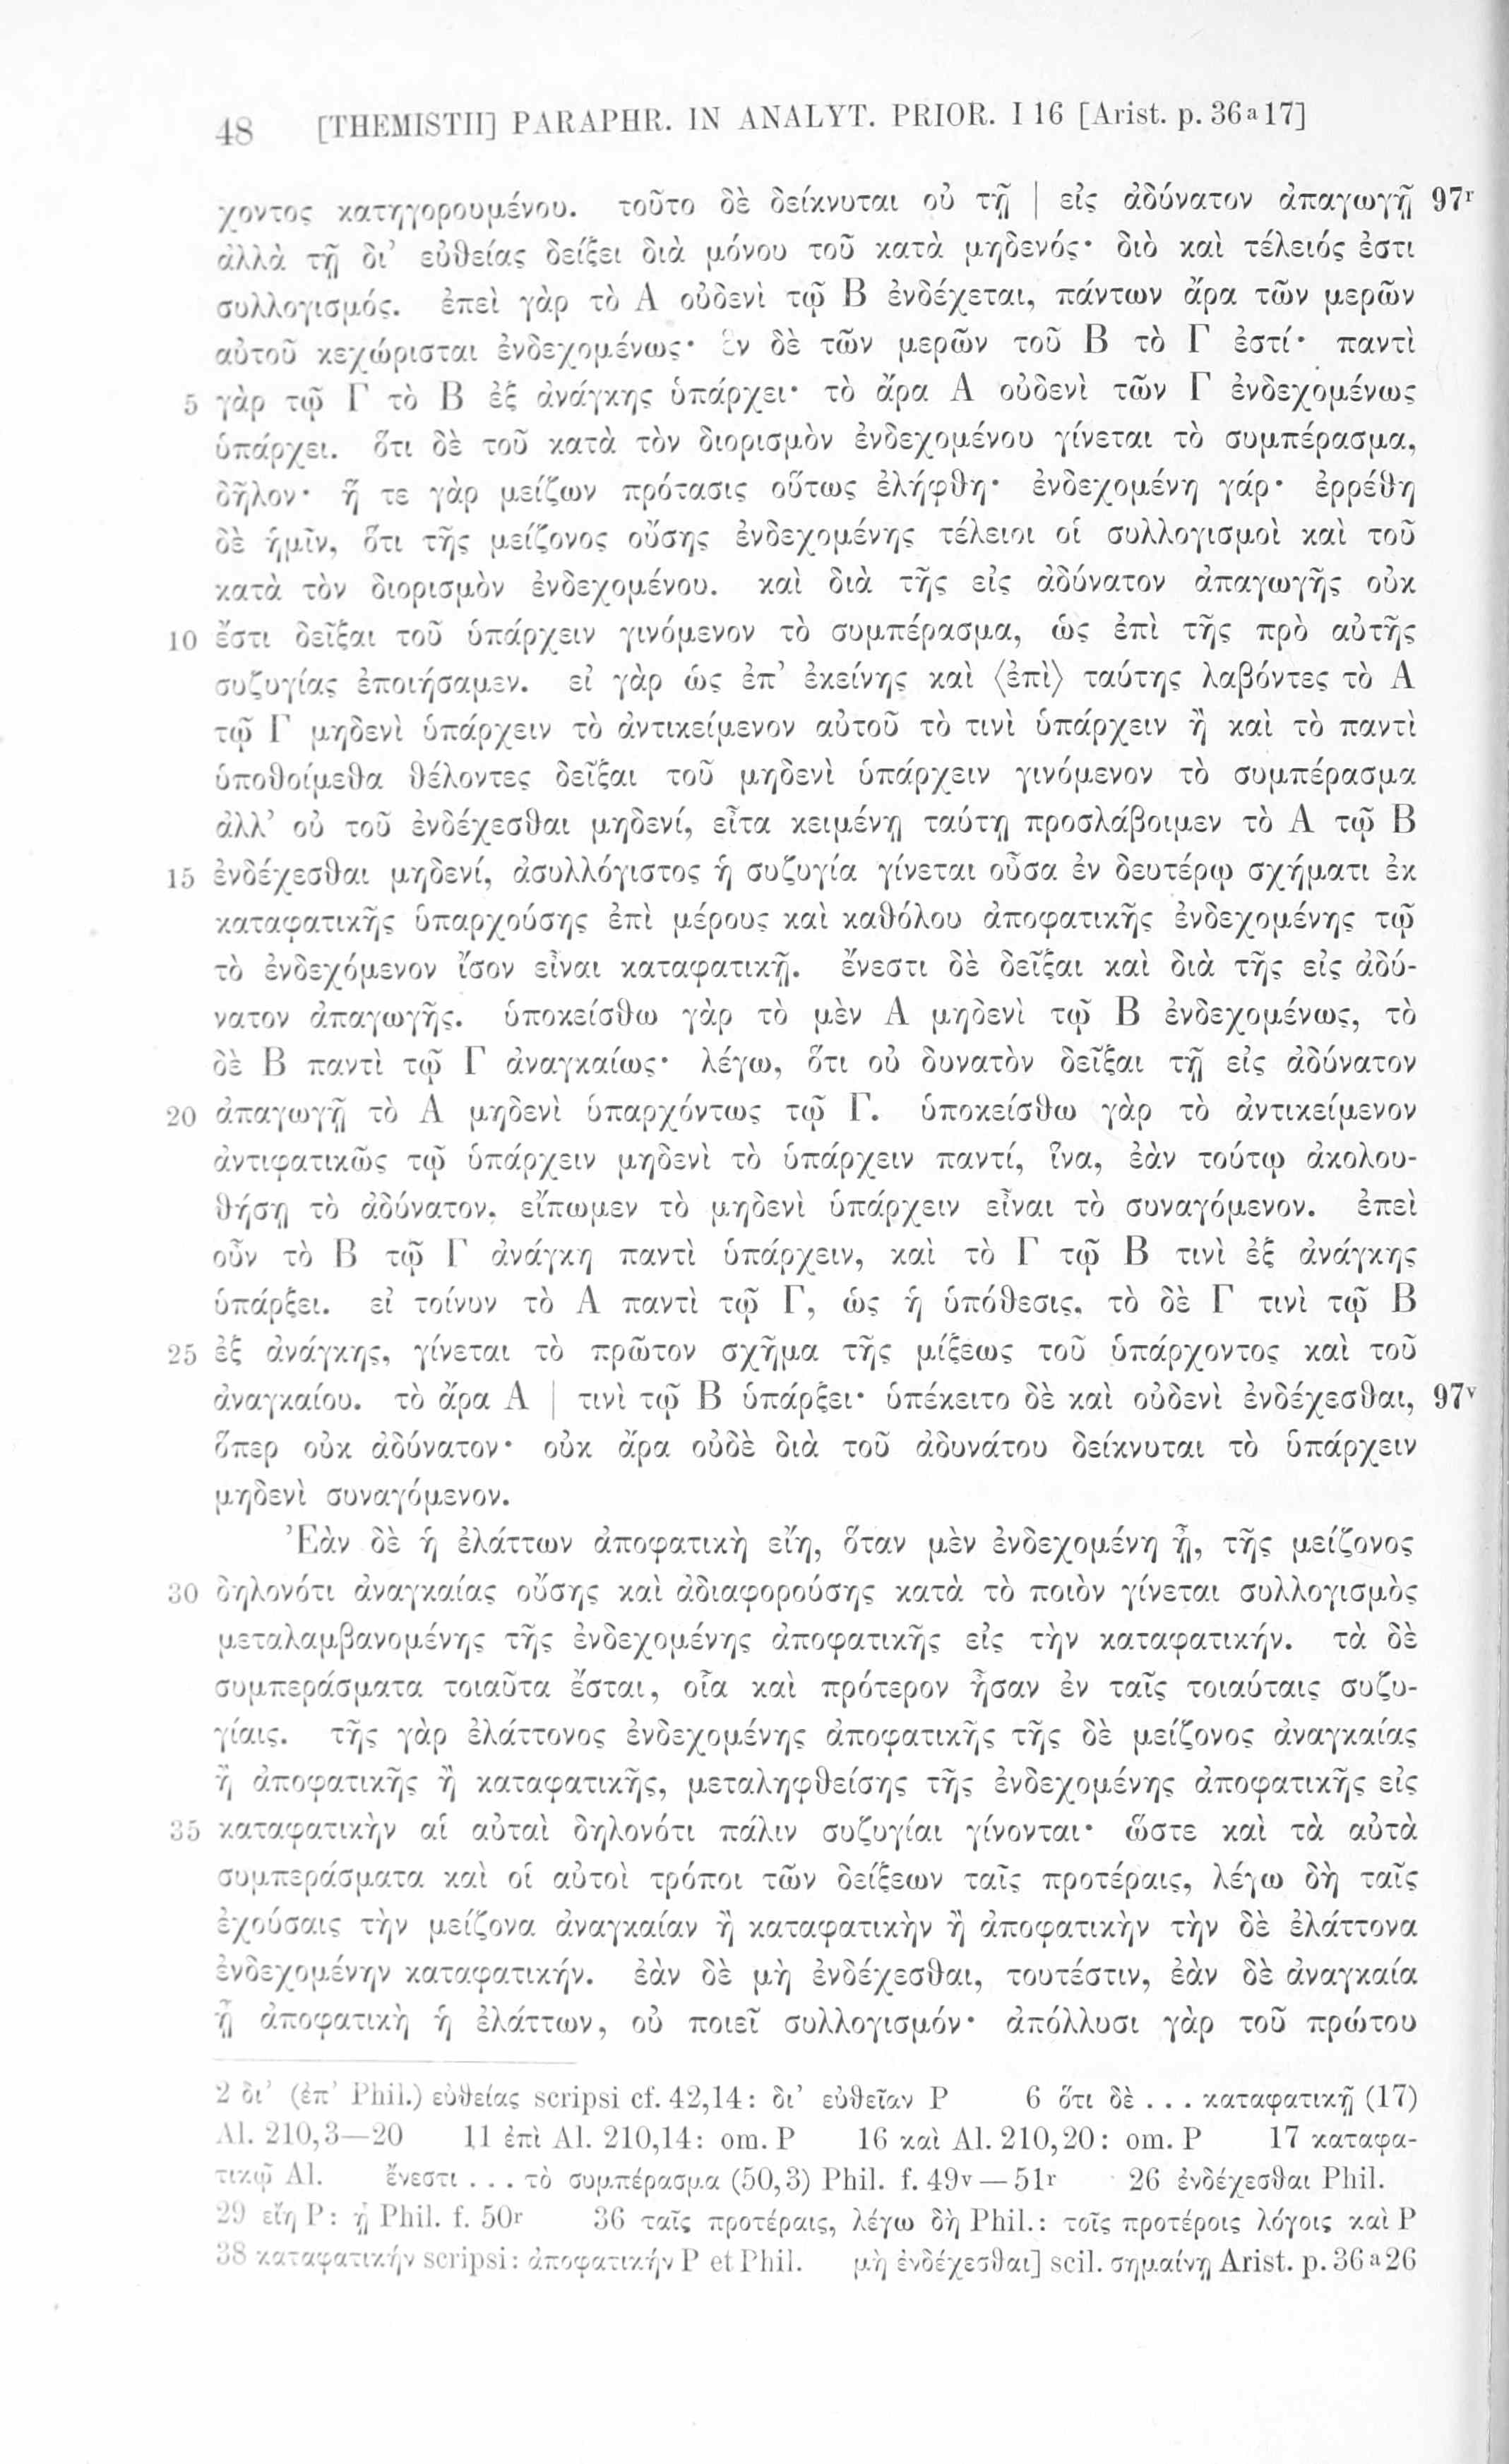 48 [THEMISTII] PARAPHR. IN ANALYT. PRIOR. I 16 [Arist. p. 36a17]
χοντος κατηγορουμένου. τοῦτο δὲ δείκνυται οὐ τῇ | εἰς ἀδύνατον ἀπαγωγῇ 97r
ἀλλὰ τῇ δι’ εὐθείας δείξει διὰ μόνου τοῦ κατὰ μηδενός· διὸ καὶ τέλειός ἐστι
συλλογισμός. ἐπεὶ γὰρ τὸ Α οὐδενὶ τῷ Β ἐνδέχεται, πάντων ἄρα τῶν μερῶν
αὐτοῦ κεχώρισται ἐνδεχομένως· ἓν δὲ τῶν μερῶν τοῦ Β τὸ Γ ἐστί· παντὶ
5 γὰρ τῷ Γ τὸ Β ἐξ ἀνάγκης ὑπάρχει· τὸ ἄρα Α οὐδενὶ τῶν Γ ἐνδεχομένως
ὑπάρχει. ὅτι δὲ τοῦ κατὰ τὸν διορισμὸν ἐνδεχομένου γίνεται τὸ συμπέρασμα,
δῆλον· ἥ τε γὰρ μείζων πρότασις οὕτως ἐλήφθη· ἐνδεχομένη γάρ· ἐρρέθη
δὲ ἡμῖν, ὅτι τῆς μείζονος οὔσης ἐνδεχομένης τέλειοι οἱ συλλογισμοὶ καὶ τοῦ
κατὰ τὸν διορισμὸν ἐνδεχομένου. καὶ διὰ τῆς εἰς ἀδύνατον ἀπαγωγῆς οὐκ
10 ἔστι δεῖξαι τοῦ ὑπάρχειν γινόμενον τὸ συμπέρασμα, ὡς ἐπὶ τῆς πρὸ αὐτῆς
συζυγίας ἐποιήσαμεν. εἰ γὰρ ὡς ἐπ’ ἐκείνης καὶ ⟨ἐπὶ⟩ ταύτης λαβόντες τὸ Α
τῷ Γ μηδενὶ ὑπάρχειν τὸ ἀντικείμενον αὐτοῦ τὸ τινὶ ὑπάρχειν ἢ καὶ τὸ παντὶ
ὑποθοίμεθα θέλοντες δεῖξαι τοῦ μηδενὶ ὑπάρχειν γινόμενον τὸ συμπέρασμα
ἀλλ’ οὐ τοῦ ἐνδέχεσθαι μηδενί, εἶτα κειμένῃ ταύτῃ προσλάβοιμεν τὸ Α τῷ Β
15 ἐνδέχεσθαι μηδενί, ἀσυλλόγιστος ἡ συζυγία γίνεται οὖσα ἐν δευτέρῳ σχήματι ἐκ
καταφατικῆς ὑπαρχούσης ἐπὶ μέρους καὶ καθόλου ἀποφατικῆς ἐνδεχομένης τῷ
τὸ ἐνδεχόμενον ἴσον εἶναι καταφατικῇ. ἔνεστι δὲ δεῖξαι καὶ διὰ τῆς εἰς ἀδύ-
νατον ἀπαγωγῆς. ὑποκείσθω γὰρ τὸ μὲν Α μηδενὶ τῷ Β ἐνδεχομένως, τὸ
δὲ Β παντὶ τῷ Γ ἀναγκαίως· λέγω, ὅτι οὐ δυνατὸν δεῖξαι τῇ εἰς ἀδύνατον
20 ἀπαγωγῇ τὸ Α μηδενὶ ὑπαρχόντως τῷ Γ. ὑποκείσθω γὰρ τὸ ἀντικείμενον
ἀντιφατικῶς τῷ ὑπάρχειν μηδενὶ τὸ ὑπάρχειν παντί, ἵνα, ἐὰν τούτῳ ἀκολου-
θήσῃ τὸ ἀδύνατον, εἴπωμεν τὸ μηδενὶ ὑπάρχειν εἶναι τὸ συναγόμενον. ἐπεὶ
οὖν τὸ Β τῷ Γ ἀνάγκη παντὶ ὑπάρχειν, καὶ τὸ Γ τῷ Β τινὶ ἐξ ἀνάγκης
ὑπάρξει. εἰ τοίνυν τὸ Α παντὶ τῷ Γ, ὡς ἡ ὑπόθεσις, τὸ δὲ Γ τινὶ τῷ Β
25 ἐξ ἀνάγκης, γίνεται τὸ πρῶτον σχῆμα τῆς μίξεως τοῦ ὑπάρχοντος καὶ τοῦ
ἀναγκαίου. τὸ ἄρα Α | τινὶ τῷ Β ὑπάρξει· ὑπέκειτο δὲ καὶ οὐδενὶ ἐνδέχεσθαι, 97v
ὅπερ οὐκ ἀδύνατον· οὐκ ἄρα οὐδὲ διὰ τοῦ ἀδυνάτου δείκνυται τὸ ὑπάρχειν
μηδενὶ συναγόμενον.
Ἐὰν δὲ ἡ ἐλάττων ἀποφατικὴ εἴη, ὅταν μὲν ἐνδεχομένη ᾖ, τῆς μείζονος
30 δηλονότι ἀναγκαίας οὔσης καὶ ἀδιαφορούσης κατὰ τὸ ποιὸν γίνεται συλλογισμὸς
μεταλαμβανομένης τῆς ἐνδεχομένης ἀποφατικῆς εἰς τὴν καταφατικήν. τὰ δὲ
συμπεράσματα τοιαῦτα ἔσται, οἷα καὶ πρότερον ἦσαν ἐν ταῖς τοιαύταις συζυ-
γίαις. τῆς γὰρ ἐλάττονος ἐνδεχομένης ἀποφατικῆς τῆς δὲ μείζονος ἀναγκαίας
ἢ ἀποφατικῆς ἢ καταφατικῆς, μεταληφθείσης τῆς ἐνδεχομένης ἀποφατικῆς εἰς
35 καταφατικὴν αἱ αὐταὶ δηλονότι πάλιν συζυγίαι γίνονται· ὥστε καὶ τὰ αὐτὰ
συμπεράσματα καὶ οἱ αὐτοὶ τρόποι τῶν δείξεων ταῖς προτέραις, λέγω δὴ ταῖς
ἐχούσαις τὴν μείζονα ἀναγκαίαν ἢ καταφατικὴν ἢ ἀποφατικὴν τὴν δὲ ἐλάττονα
ἐνδεχομένην καταφατικήν. ἐὰν δὲ μὴ ἐνδέχεσθαι, τουτέστιν, ἐὰν δὲ ἀναγκαία
ᾖ ἀποφατικὴ ἡ ἐλάττων, οὐ ποιεῖ συλλογισμόν· ἀπόλλυσι γὰρ τοῦ πρώτου
2 δι’ (ἐπ’ Phil.) εὐθείας scripsi cf. 42,14: δι’ εὐθεῖαν P 6 ὅτι δὲ . . . καταφατικῇ (17)
Al. 210,3—20 11 ἐπὶ Al. 210,14: om. P 16 καὶ Al. 210,20: om. P 17 καταφα-
τικῷ Al. ἔνεστι . . . τὸ συμπέρασμα (50,3) Phil. f. 49v—51r 26 ἐνδέχεσθαι Phil.
29 εἴη P: ᾖ Phil. f. 50r 36 ταῖς προτέραις, λέγω δὴ Phil.: τοῖς προτέροις λόγοις καὶ P
38 καταφατικήν scripsi: ἀποφατικήν P et Phil. μὴ ἐνδέχεσθαι] scil. σημαίνῃ Arist. p. 36a26